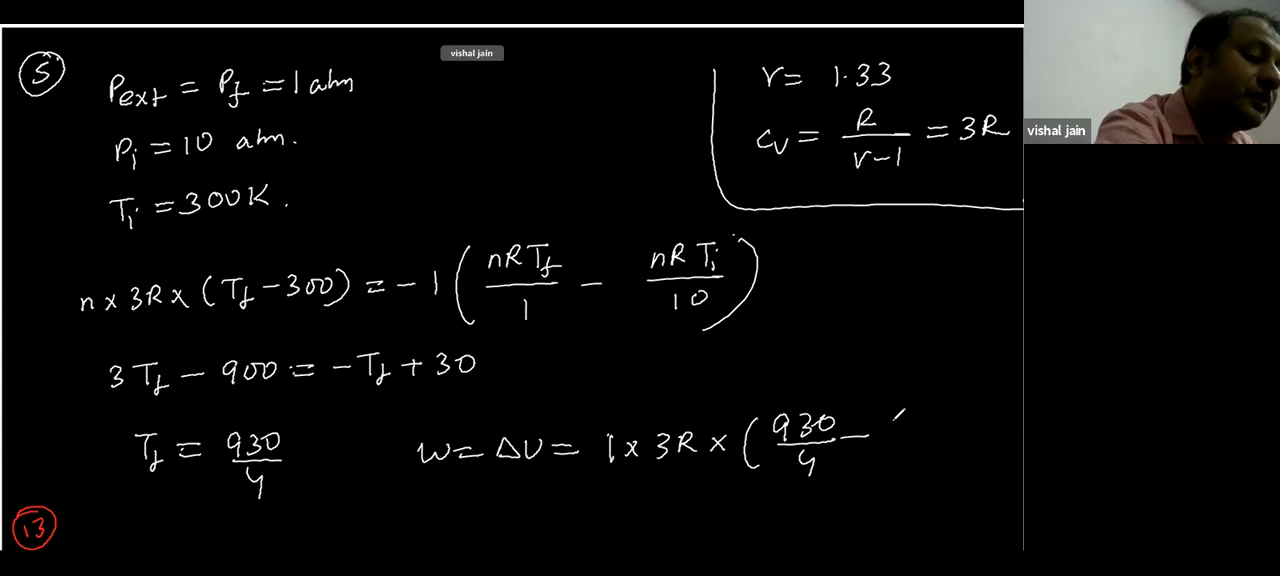 vishal jain
5
Pext = Pf = 1 atm
Pi = 10 atm.
Ti = 300K.
r = 1.33
CV = R/(r-1) = 3R
vishal jain
n x 3R x (Tf - 300) = -1 (nRTf/1 - nRTi/10)
3Tf - 900 = -Tf + 30
Tf = 930/4
w = ΔU = 1 x 3R x (930/4 -
13